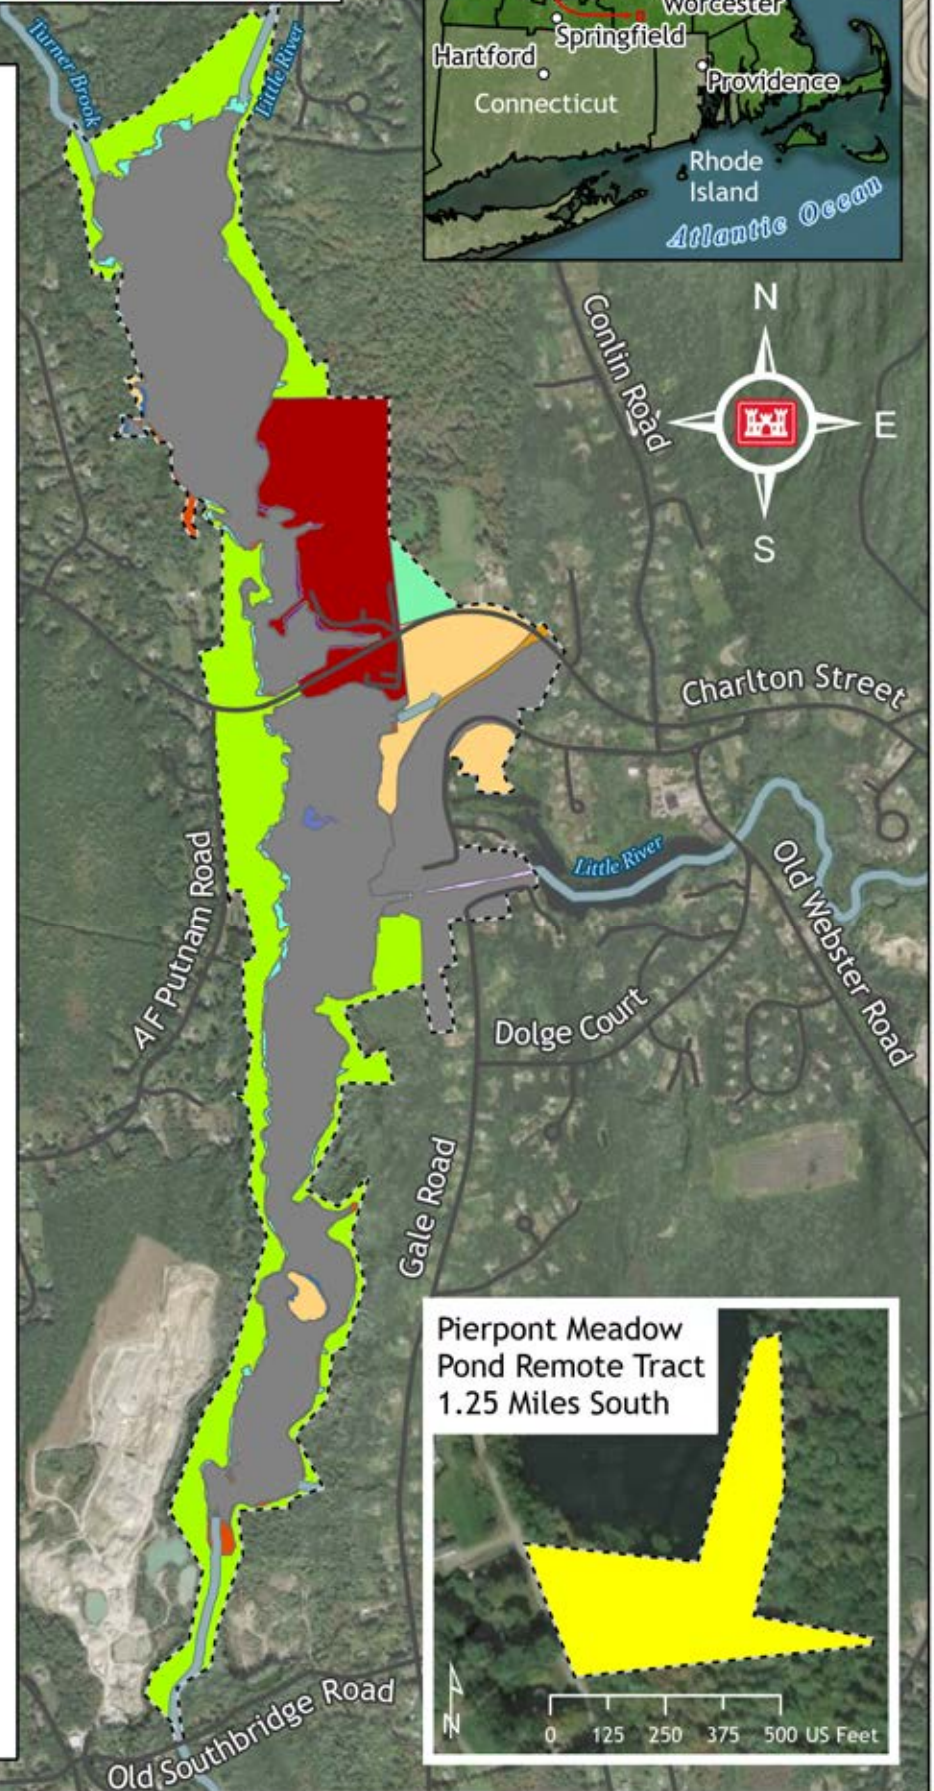 Worcester
Springfield
Hartford
Providence
Connecticut
Rhode
Island
Atlantic Ocean
Turner Brook
Little River
Conlin Road
N
E
S
Charlton Street
Little River
Old Webster Road
AF Putnam Road
Dolge Court
Gale Road
Pierpont Meadow
Pond Remote Tract
1.25 Miles South
N
0 125 250 375 500 US Feet
Old Southbridge Road